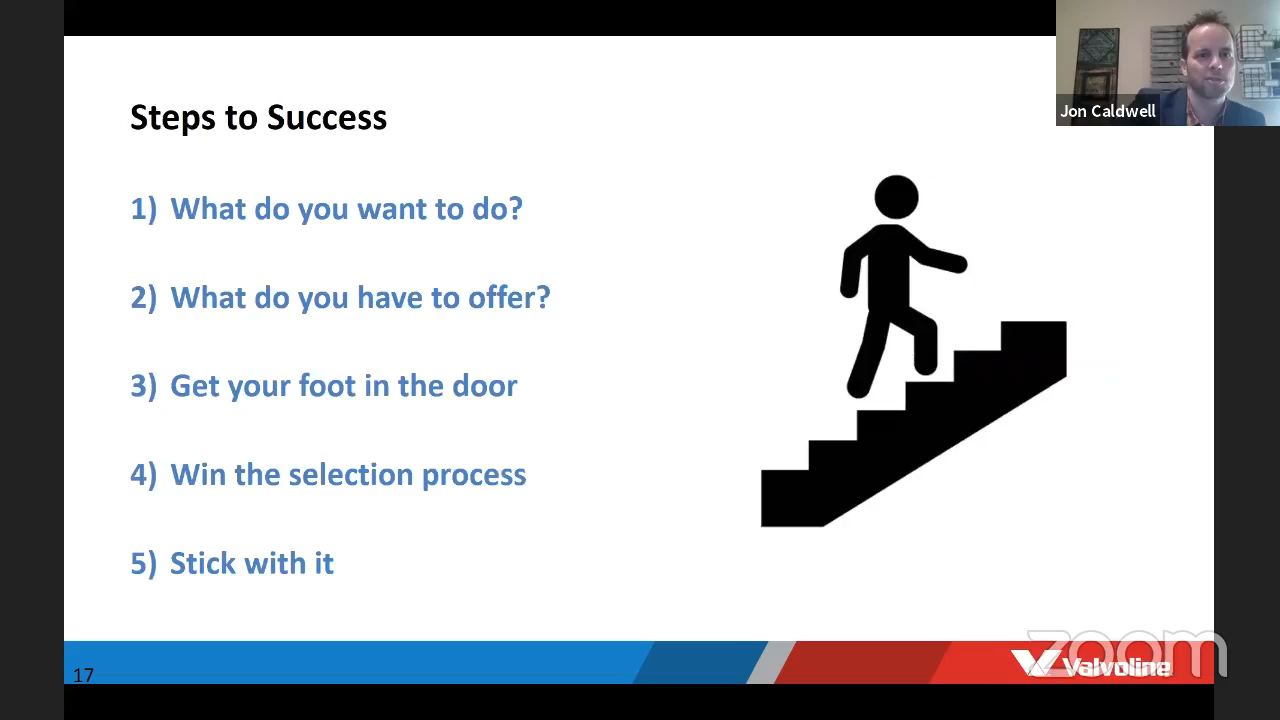 Jon Caldwell
Steps to Success
1) What do you want to do?
2) What do you have to offer?
3) Get your foot in the door
4) Win the selection process
5) Stick with it
17
zoom
Valvoline